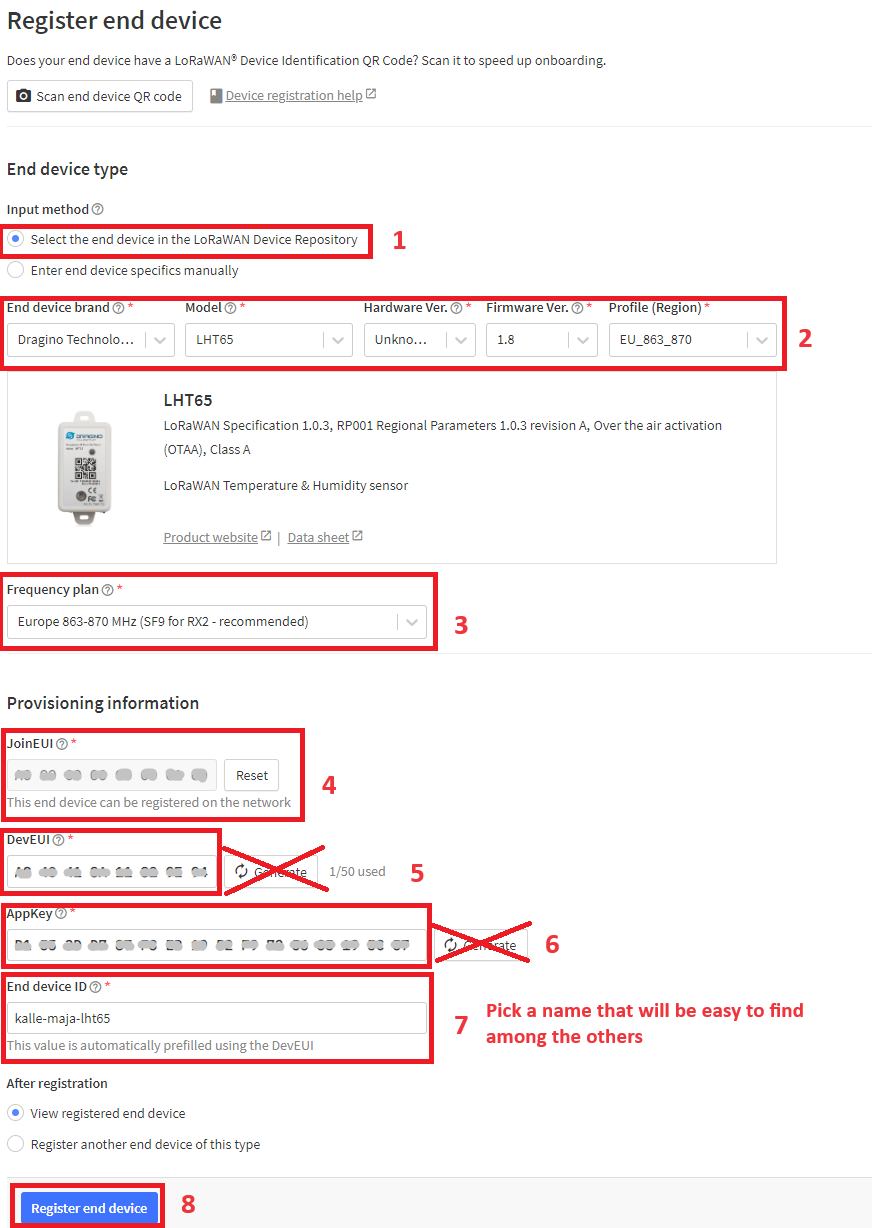 Register end device
Does your end device have a LoRaWAN® Device Identification QR Code? Scan it to speed up onboarding.
Scan end device QR code
Device registration help
End device type
Input method
Select the end device in the LoRaWAN Device Repository
1
Enter end device specifics manually
End device brand * Model * Hardware Ver. * Firmware Ver. * Profile (Region) *
Dragino Technolo... LHT65 Unkno... 1.8 EU_863_870
2
LHT65
LoRaWAN Specification 1.0.3, RP001 Regional Parameters 1.0.3 revision A, Over the air activation
(OTAA), Class A
LoRaWAN Temperature & Humidity sensor
Product website | Data sheet
Frequency plan *
Europe 863-870 MHz (SF9 for RX2 - recommended)
3
Provisioning information
JoinEUI *
Reset
4
This end device can be registered on the network
DevEUI *
Generate 1/50 used
5
AppKey *
Generate
6
End device ID *
kalle-maja-lht65
This value is automatically prefilled using the DevEUI
7
Pick a name that will be easy to find
among the others
After registration
View registered end device
Register another end device of this type
Register end device
8